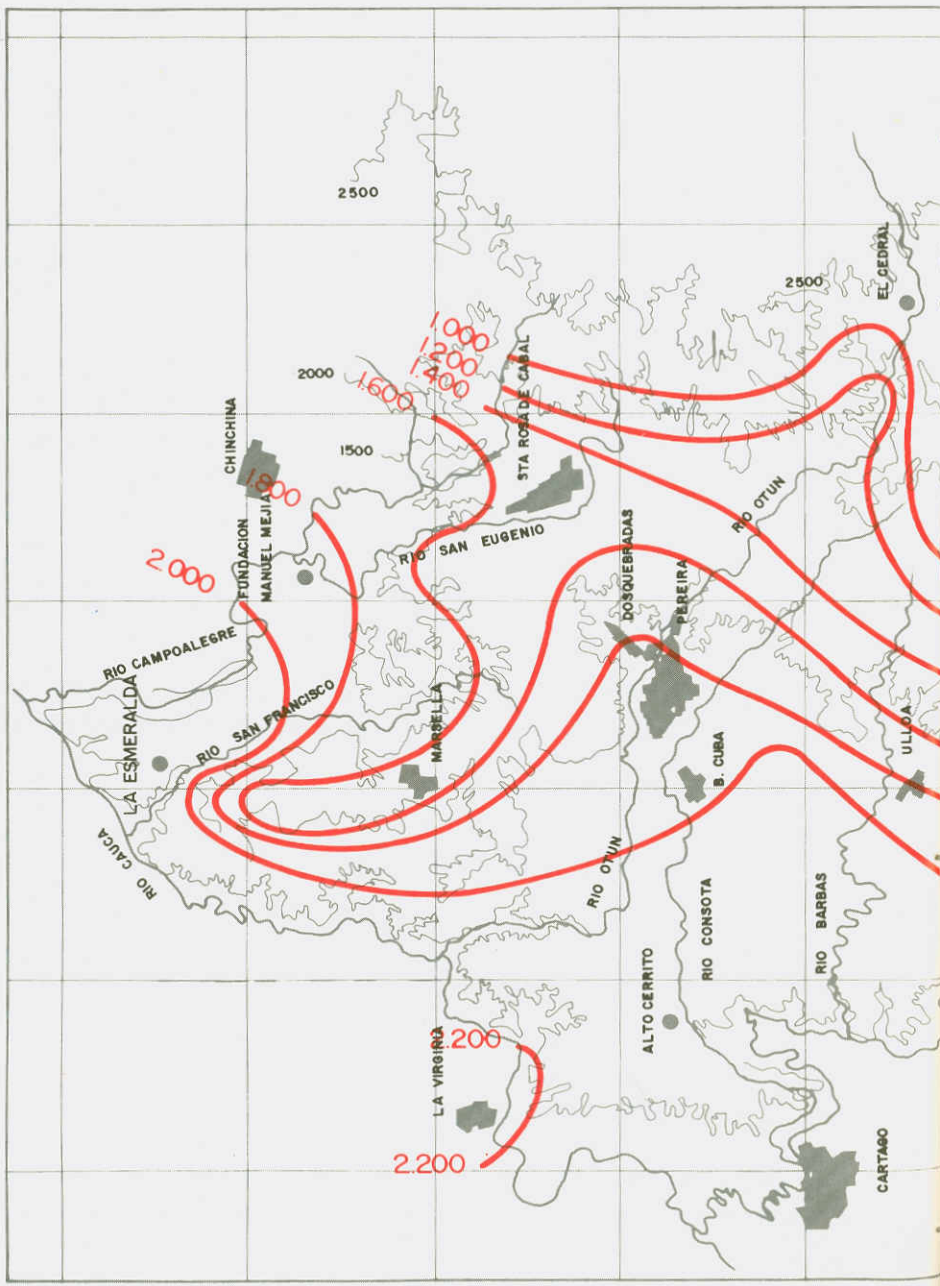 2500
2500
EL CEDRAL
1.000
1.200
1.400
2000
1.600
STA ROSA DE CABAL
CHINCHINA
1500
1.800
FUNDACION
MANUEL MEJIA
RIO SAN EUGENIO
RIO OTUN
DOSQUEBRADAS
PEREIRA
2 000
RIO CAMPOALEGRE
RIO SAN FRANCISCO
LA ESMERALDA
MARSELLA
B. CUBA
ULLOA
RIO CAUCA
RIO OTUN
RIO CONSOTA
RIO BARBAS
ALTO CERRITO
LA VIRGINIA
2.200
2.200
CARTAGO